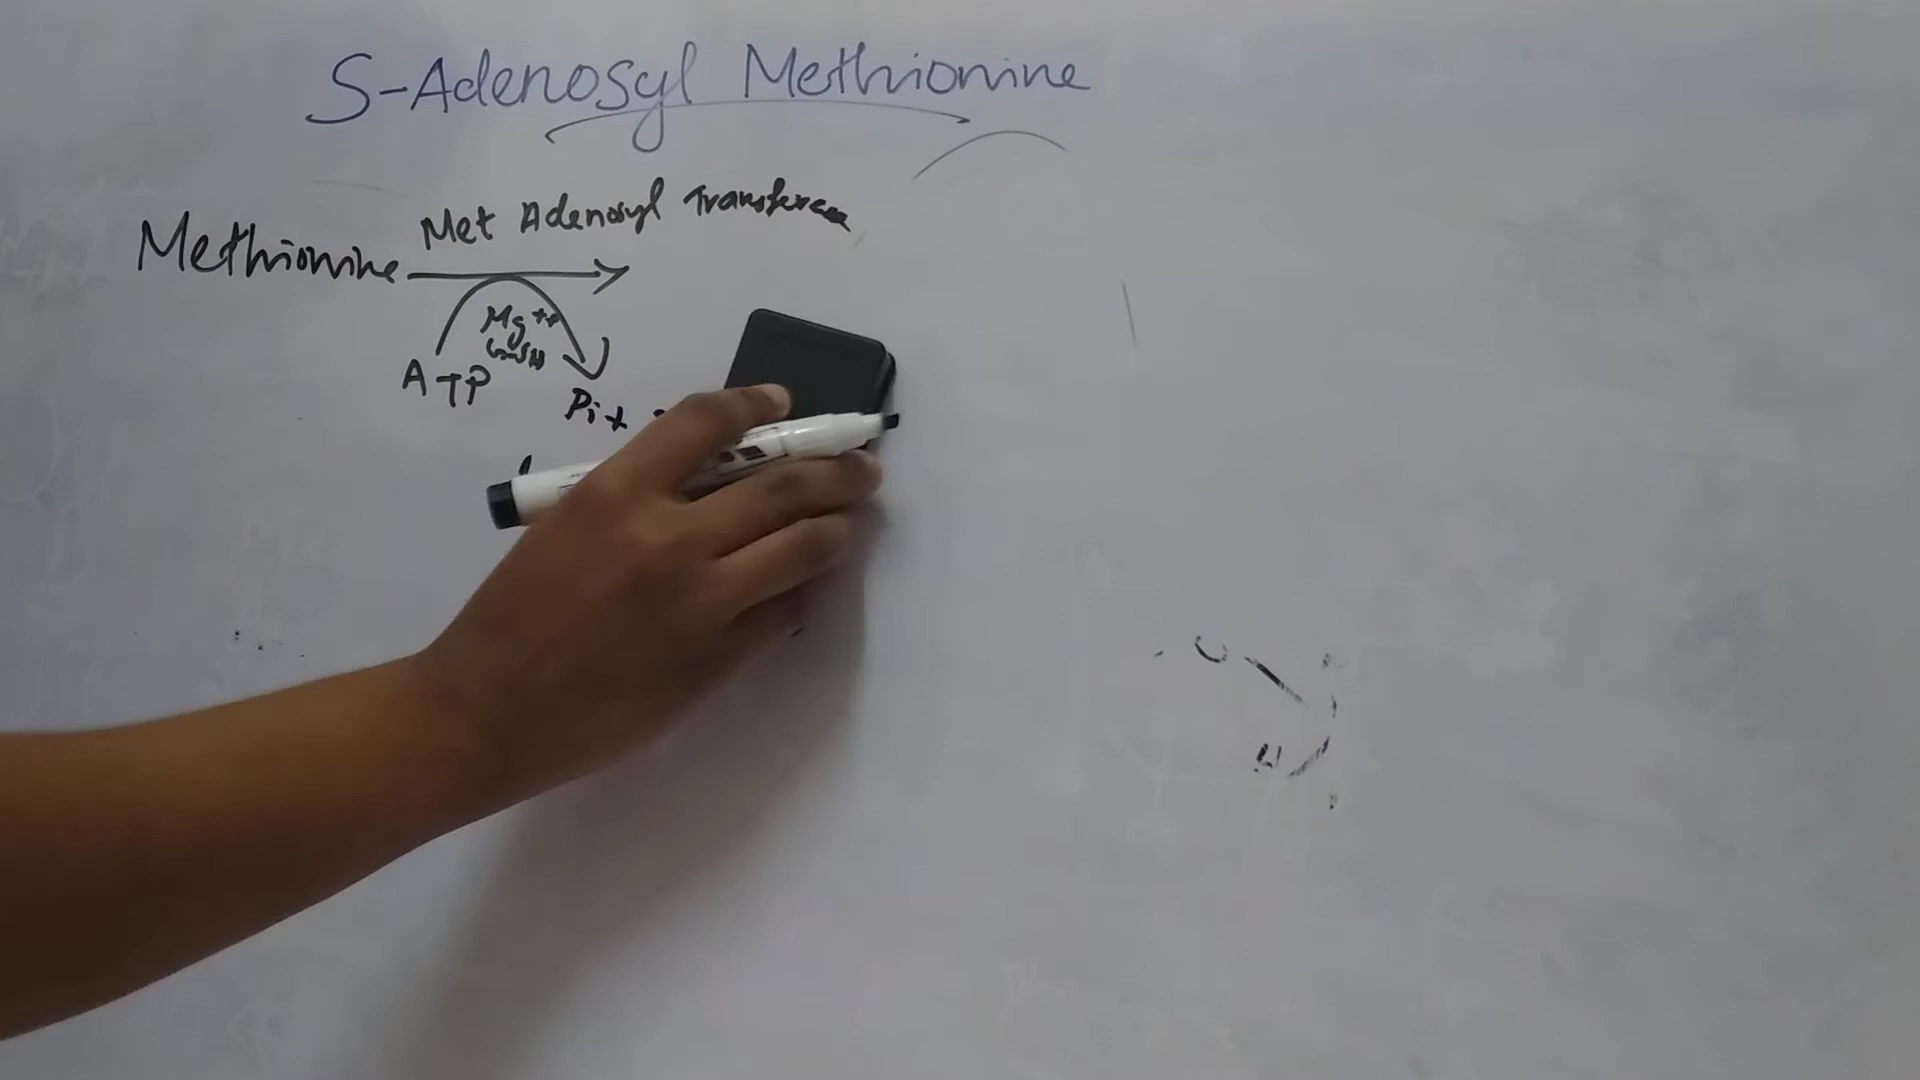 S-Adenosyl Methionine
Met Adenosyl Transferase
Methionine
Mg++
GSH
ATP
Pi+